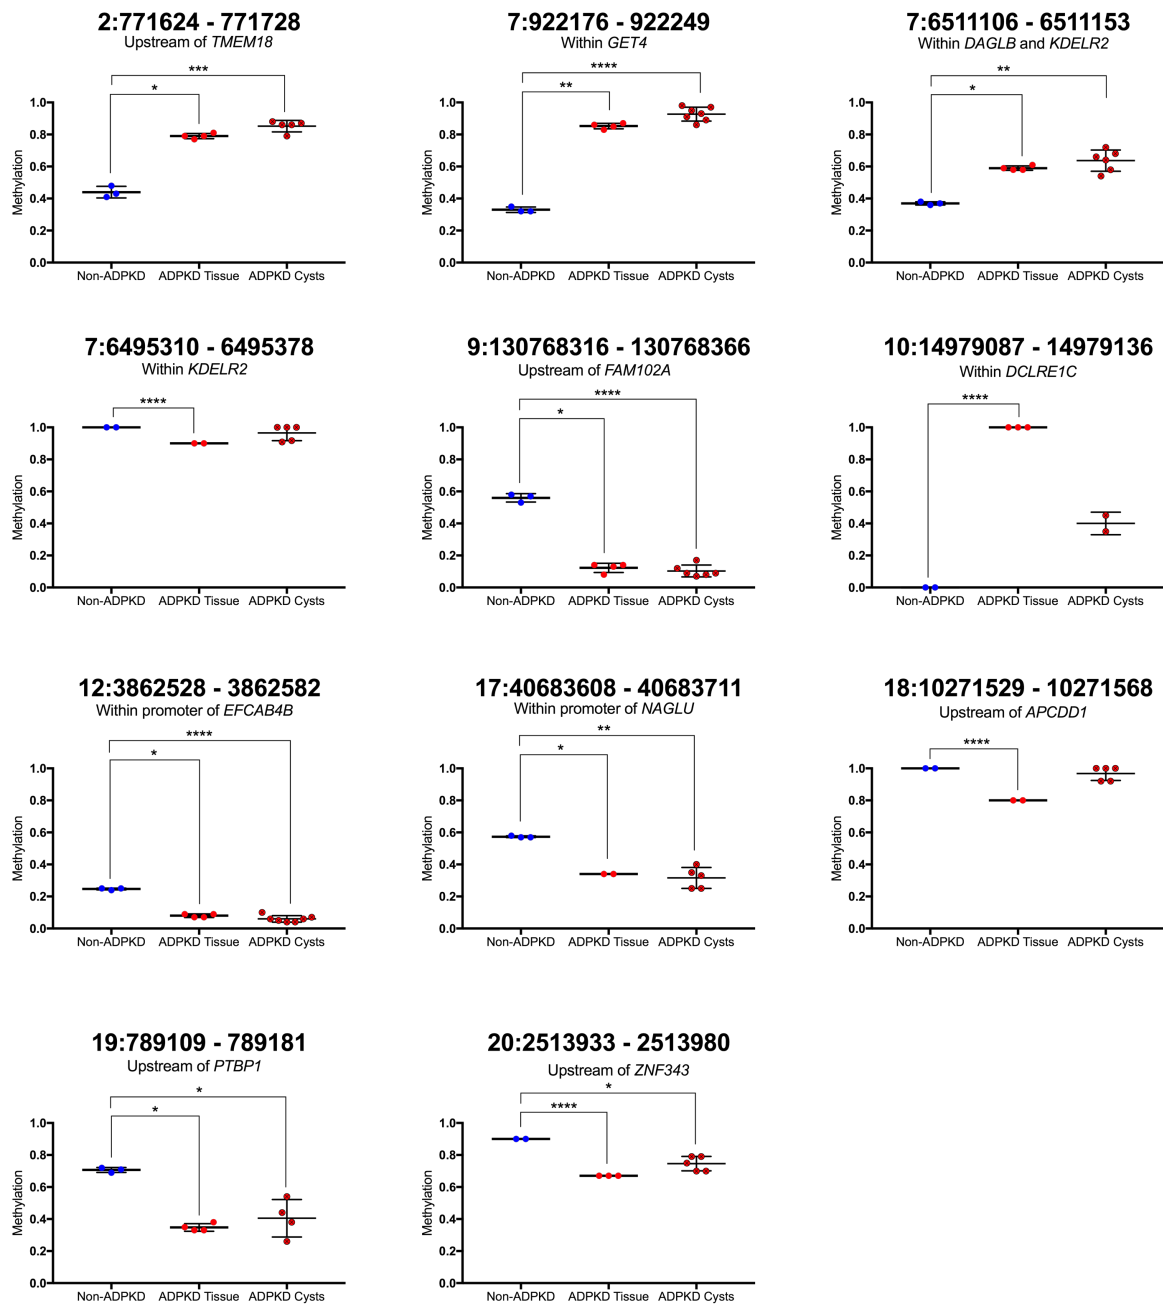 2:771624 - 771728
Upstream of TMEM18
***
*
Methylation
1.0
0.8
0.6
0.4
0.2
0.0
Non-ADPKD ADPKD Tissue ADPKD Cysts
7:922176 - 922249
Within GET4
****
**
Methylation
1.0
0.8
0.6
0.4
0.2
0.0
Non-ADPKD ADPKD Tissue ADPKD Cysts
7:6511106 - 6511153
Within DAGLB and KDELR2
**
*
Methylation
1.0
0.8
0.6
0.4
0.2
0.0
Non-ADPKD ADPKD Tissue ADPKD Cysts
7:6495310 - 6495378
Within KDELR2
****
Methylation
1.0
0.8
0.6
0.4
0.2
0.0
Non-ADPKD ADPKD Tissue ADPKD Cysts
9:130768316 - 130768366
Upstream of FAM102A
****
*
Methylation
1.0
0.8
0.6
0.4
0.2
0.0
Non-ADPKD ADPKD Tissue ADPKD Cysts
10:14979087 - 14979136
Within DCLRE1C
****
Methylation
1.0
0.8
0.6
0.4
0.2
0.0
Non-ADPKD ADPKD Tissue ADPKD Cysts
12:3862528 - 3862582
Within promoter of EFCAB4B
****
*
Methylation
1.0
0.8
0.6
0.4
0.2
0.0
Non-ADPKD ADPKD Tissue ADPKD Cysts
17:40683608 - 40683711
Within promoter of NAGLU
**
*
Methylation
1.0
0.8
0.6
0.4
0.2
0.0
Non-ADPKD ADPKD Tissue ADPKD Cysts
18:10271529 - 10271568
Upstream of APCDD1
****
Methylation
1.0
0.8
0.6
0.4
0.2
0.0
Non-ADPKD ADPKD Tissue ADPKD Cysts
19:789109 - 789181
Upstream of PTBP1
*
*
Methylation
1.0
0.8
0.6
0.4
0.2
0.0
Non-ADPKD ADPKD Tissue ADPKD Cysts
20:2513933 - 2513980
Upstream of ZNF343
*
****
Methylation
1.0
0.8
0.6
0.4
0.2
0.0
Non-ADPKD ADPKD Tissue ADPKD Cysts